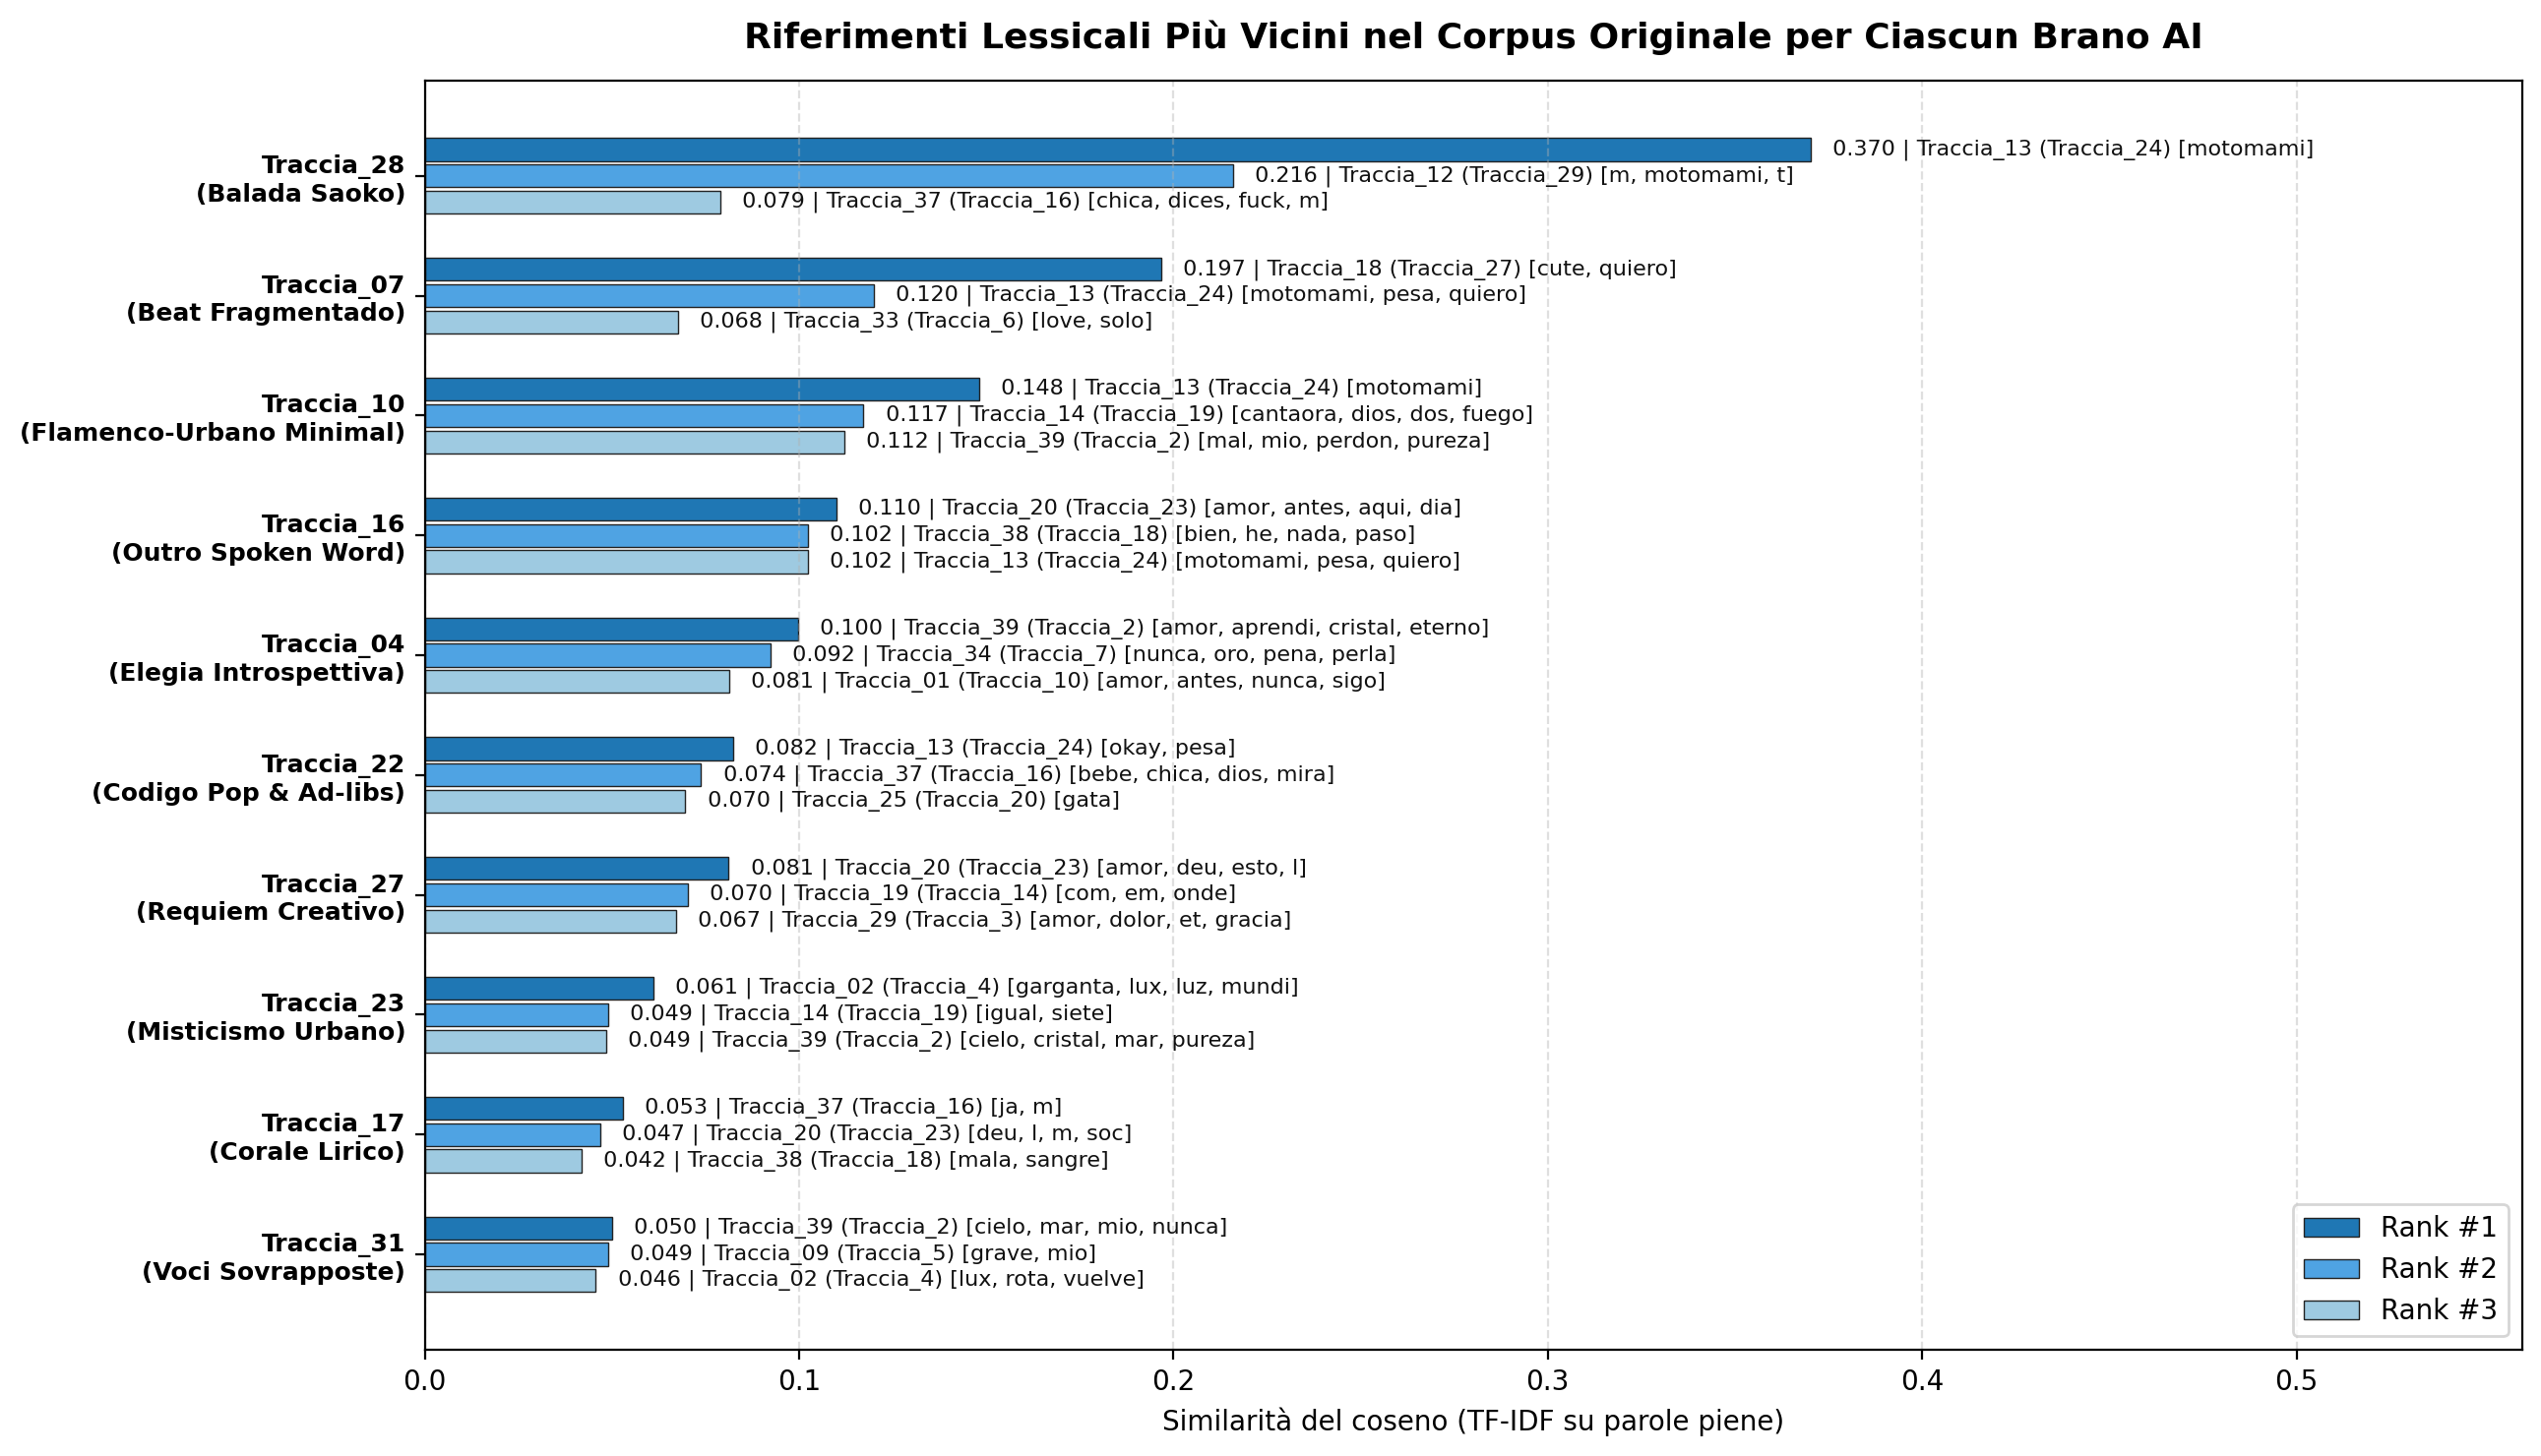 Riferimenti Lessicali Più Vicini nel Corpus Originale per Ciascun Brano AI
Traccia_28
(Balada Saoko)
0.370 | Traccia_13 (Traccia_24) [motomami]
0.216 | Traccia_12 (Traccia_29) [m, motomami, t]
0.079 | Traccia_37 (Traccia_16) [chica, dices, fuck, m]
Traccia_07
(Beat Fragmentado)
0.197 | Traccia_18 (Traccia_27) [cute, quiero]
0.120 | Traccia_13 (Traccia_24) [motomami, pesa, quiero]
0.068 | Traccia_33 (Traccia_6) [love, solo]
Traccia_10
(Flamenco-Urbano Minimal)
0.148 | Traccia_13 (Traccia_24) [motomami]
0.117 | Traccia_14 (Traccia_19) [cantaora, dios, dos, fuego]
0.112 | Traccia_39 (Traccia_2) [mal, mio, perdon, pureza]
Traccia_16
(Outro Spoken Word)
0.110 | Traccia_20 (Traccia_23) [amor, antes, aqui, dia]
0.102 | Traccia_38 (Traccia_18) [bien, he, nada, paso]
0.102 | Traccia_13 (Traccia_24) [motomami, pesa, quiero]
Traccia_04
(Elegia Introspettiva)
0.100 | Traccia_39 (Traccia_2) [amor, aprendi, cristal, eterno]
0.092 | Traccia_34 (Traccia_7) [nunca, oro, pena, perla]
0.081 | Traccia_01 (Traccia_10) [amor, antes, nunca, sigo]
Traccia_22
(Codigo Pop & Ad-libs)
0.082 | Traccia_13 (Traccia_24) [okay, pesa]
0.074 | Traccia_37 (Traccia_16) [bebe, chica, dios, mira]
0.070 | Traccia_25 (Traccia_20) [gata]
Traccia_27
(Requiem Creativo)
0.081 | Traccia_20 (Traccia_23) [amor, deu, esto, l]
0.070 | Traccia_19 (Traccia_14) [com, em, onde]
0.067 | Traccia_29 (Traccia_3) [amor, dolor, et, gracia]
Traccia_23
(Misticismo Urbano)
0.061 | Traccia_02 (Traccia_4) [garganta, lux, luz, mundi]
0.049 | Traccia_14 (Traccia_19) [igual, siete]
0.049 | Traccia_39 (Traccia_2) [cielo, cristal, mar, pureza]
Traccia_17
(Corale Lirico)
0.053 | Traccia_37 (Traccia_16) [ja, m]
0.047 | Traccia_20 (Traccia_23) [deu, l, m, soc]
0.042 | Traccia_38 (Traccia_18) [mala, sangre]
Traccia_31
(Voci Sovrapposte)
0.050 | Traccia_39 (Traccia_2) [cielo, mar, mio, nunca]
0.049 | Traccia_09 (Traccia_5) [grave, mio]
0.046 | Traccia_02 (Traccia_4) [lux, rota, vuelve]
Rank #1
Rank #2
Rank #3
0.0 0.1 0.2 0.3 0.4 0.5
Similarità del coseno (TF-IDF su parole piene)